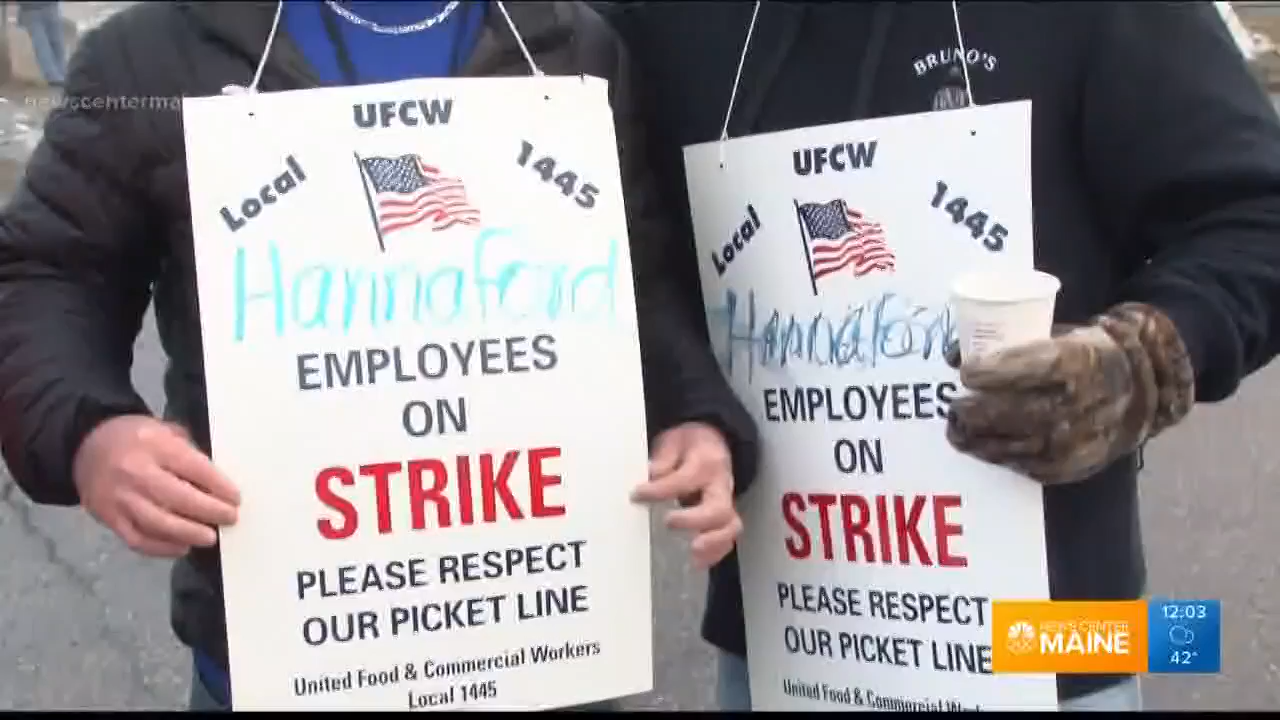 newscenterma
UFCW
Local 1445
Hannaford
EMPLOYEES
ON
STRIKE
PLEASE RESPECT
OUR PICKET LINE
United Food & Commercial Workers
Local 1445
BRUNO'S
UFCW
Local 1445
Hannaford
EMPLOYEES
ON
STRIKE
PLEASE RESPECT
OUR PICKET LINE
United Food & Commercial
NEWS CENTER
MAINE
12:03
42°